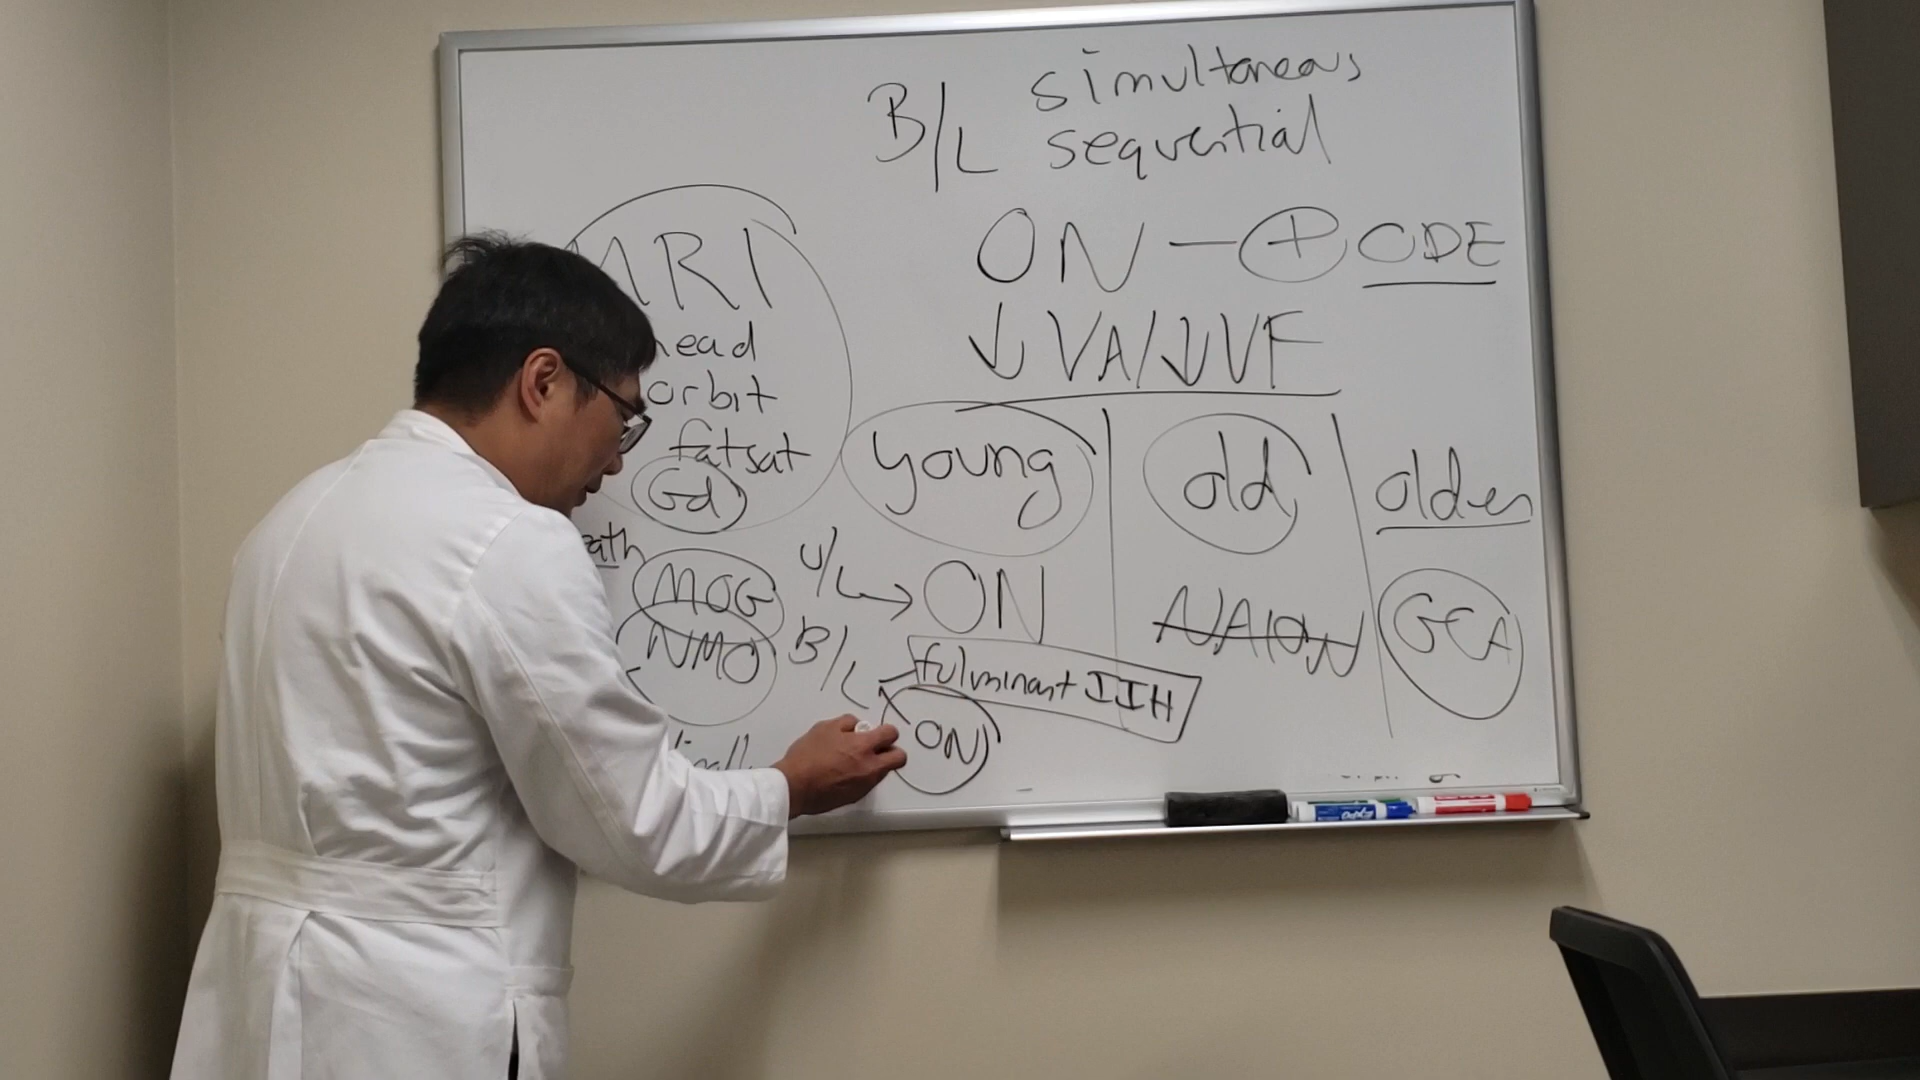 B/L simultaneous
sequential
ON - + ODE
↓VA/↓VF
MRI
head
orbit
fatsat
Gd
young
old
older
MOG
NMO
U/L → ON
B/L
fulminant IIH
ON
NAION
GCA
EXPO